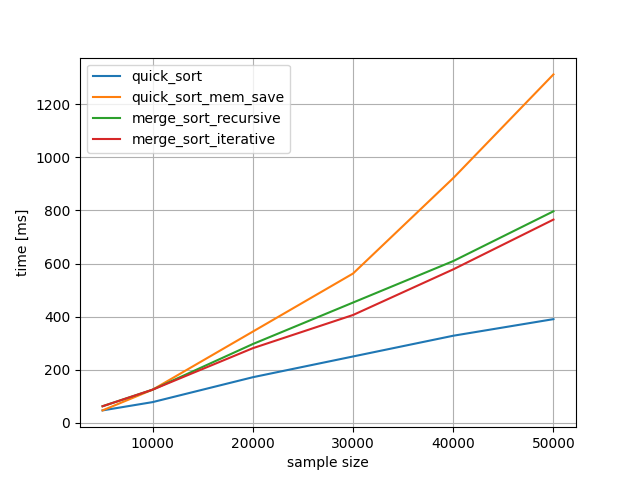 quick_sort
quick_sort_mem_save
merge_sort_recursive
merge_sort_iterative
1200
1000
800
600
400
200
0
time [ms]
10000 20000 30000 40000 50000
sample size